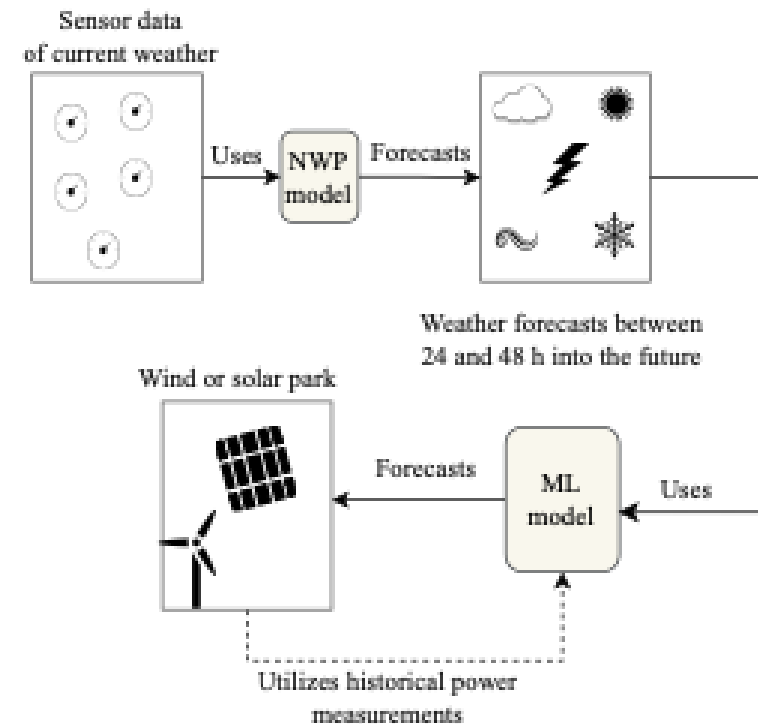 Sensor data
of current weather
Uses
NWP
model
Forecasts
Weather forecasts between
24 and 48 h into the future
Wind or solar park
Forecasts
ML
model
Uses
Utilizes historical power
measurements